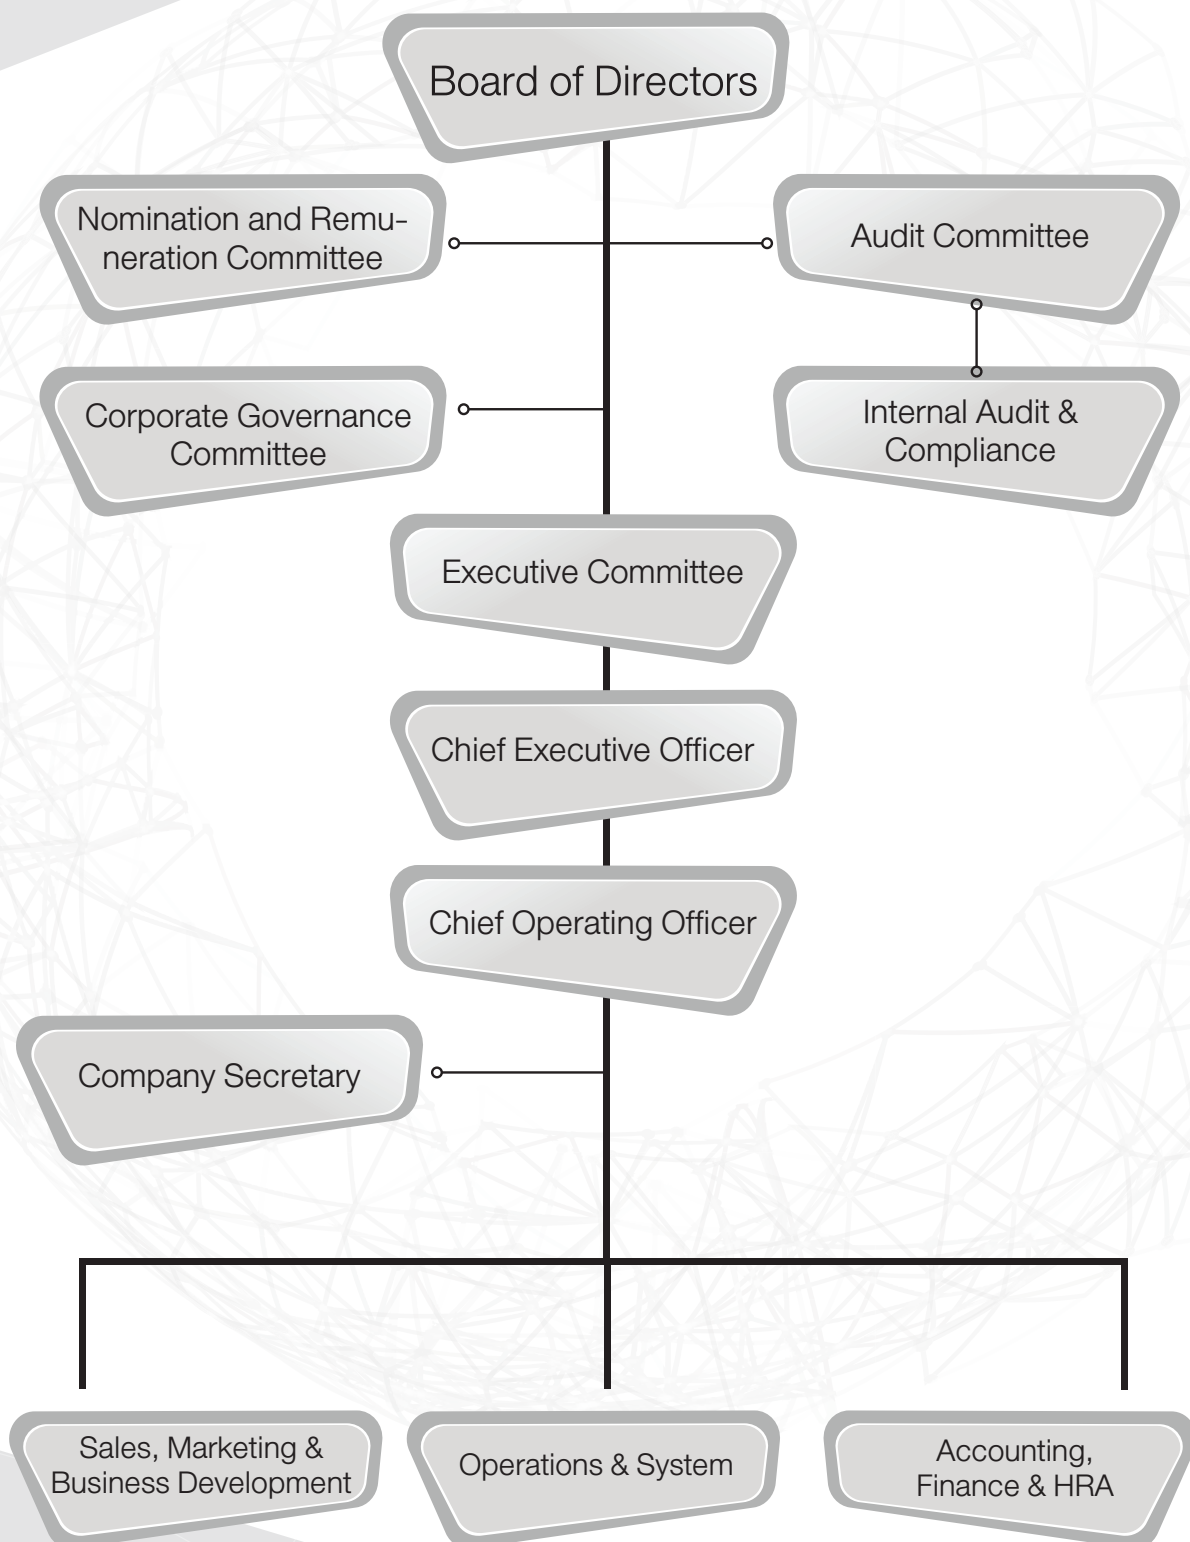 Board of Directors
Nomination and Remu-
neration Committee
Audit Committee
Corporate Governance
Committee
Internal Audit &
Compliance
Executive Committee
Chief Executive Officer
Chief Operating Officer
Company Secretary
Sales, Marketing &
Business Development
Operations & System
Accounting,
Finance & HRA